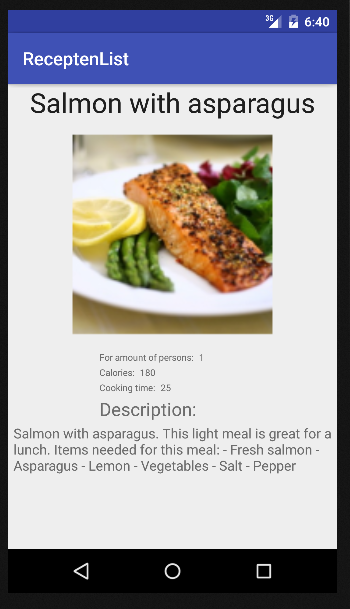 3G 6:40
ReceptenList
Salmon with asparagus
For amount of persons: 1
Calories: 180
Cooking time: 25
Description:
Salmon with asparagus. This light meal is great for a
lunch. Items needed for this meal: - Fresh salmon -
Asparagus - Lemon - Vegetables - Salt - Pepper